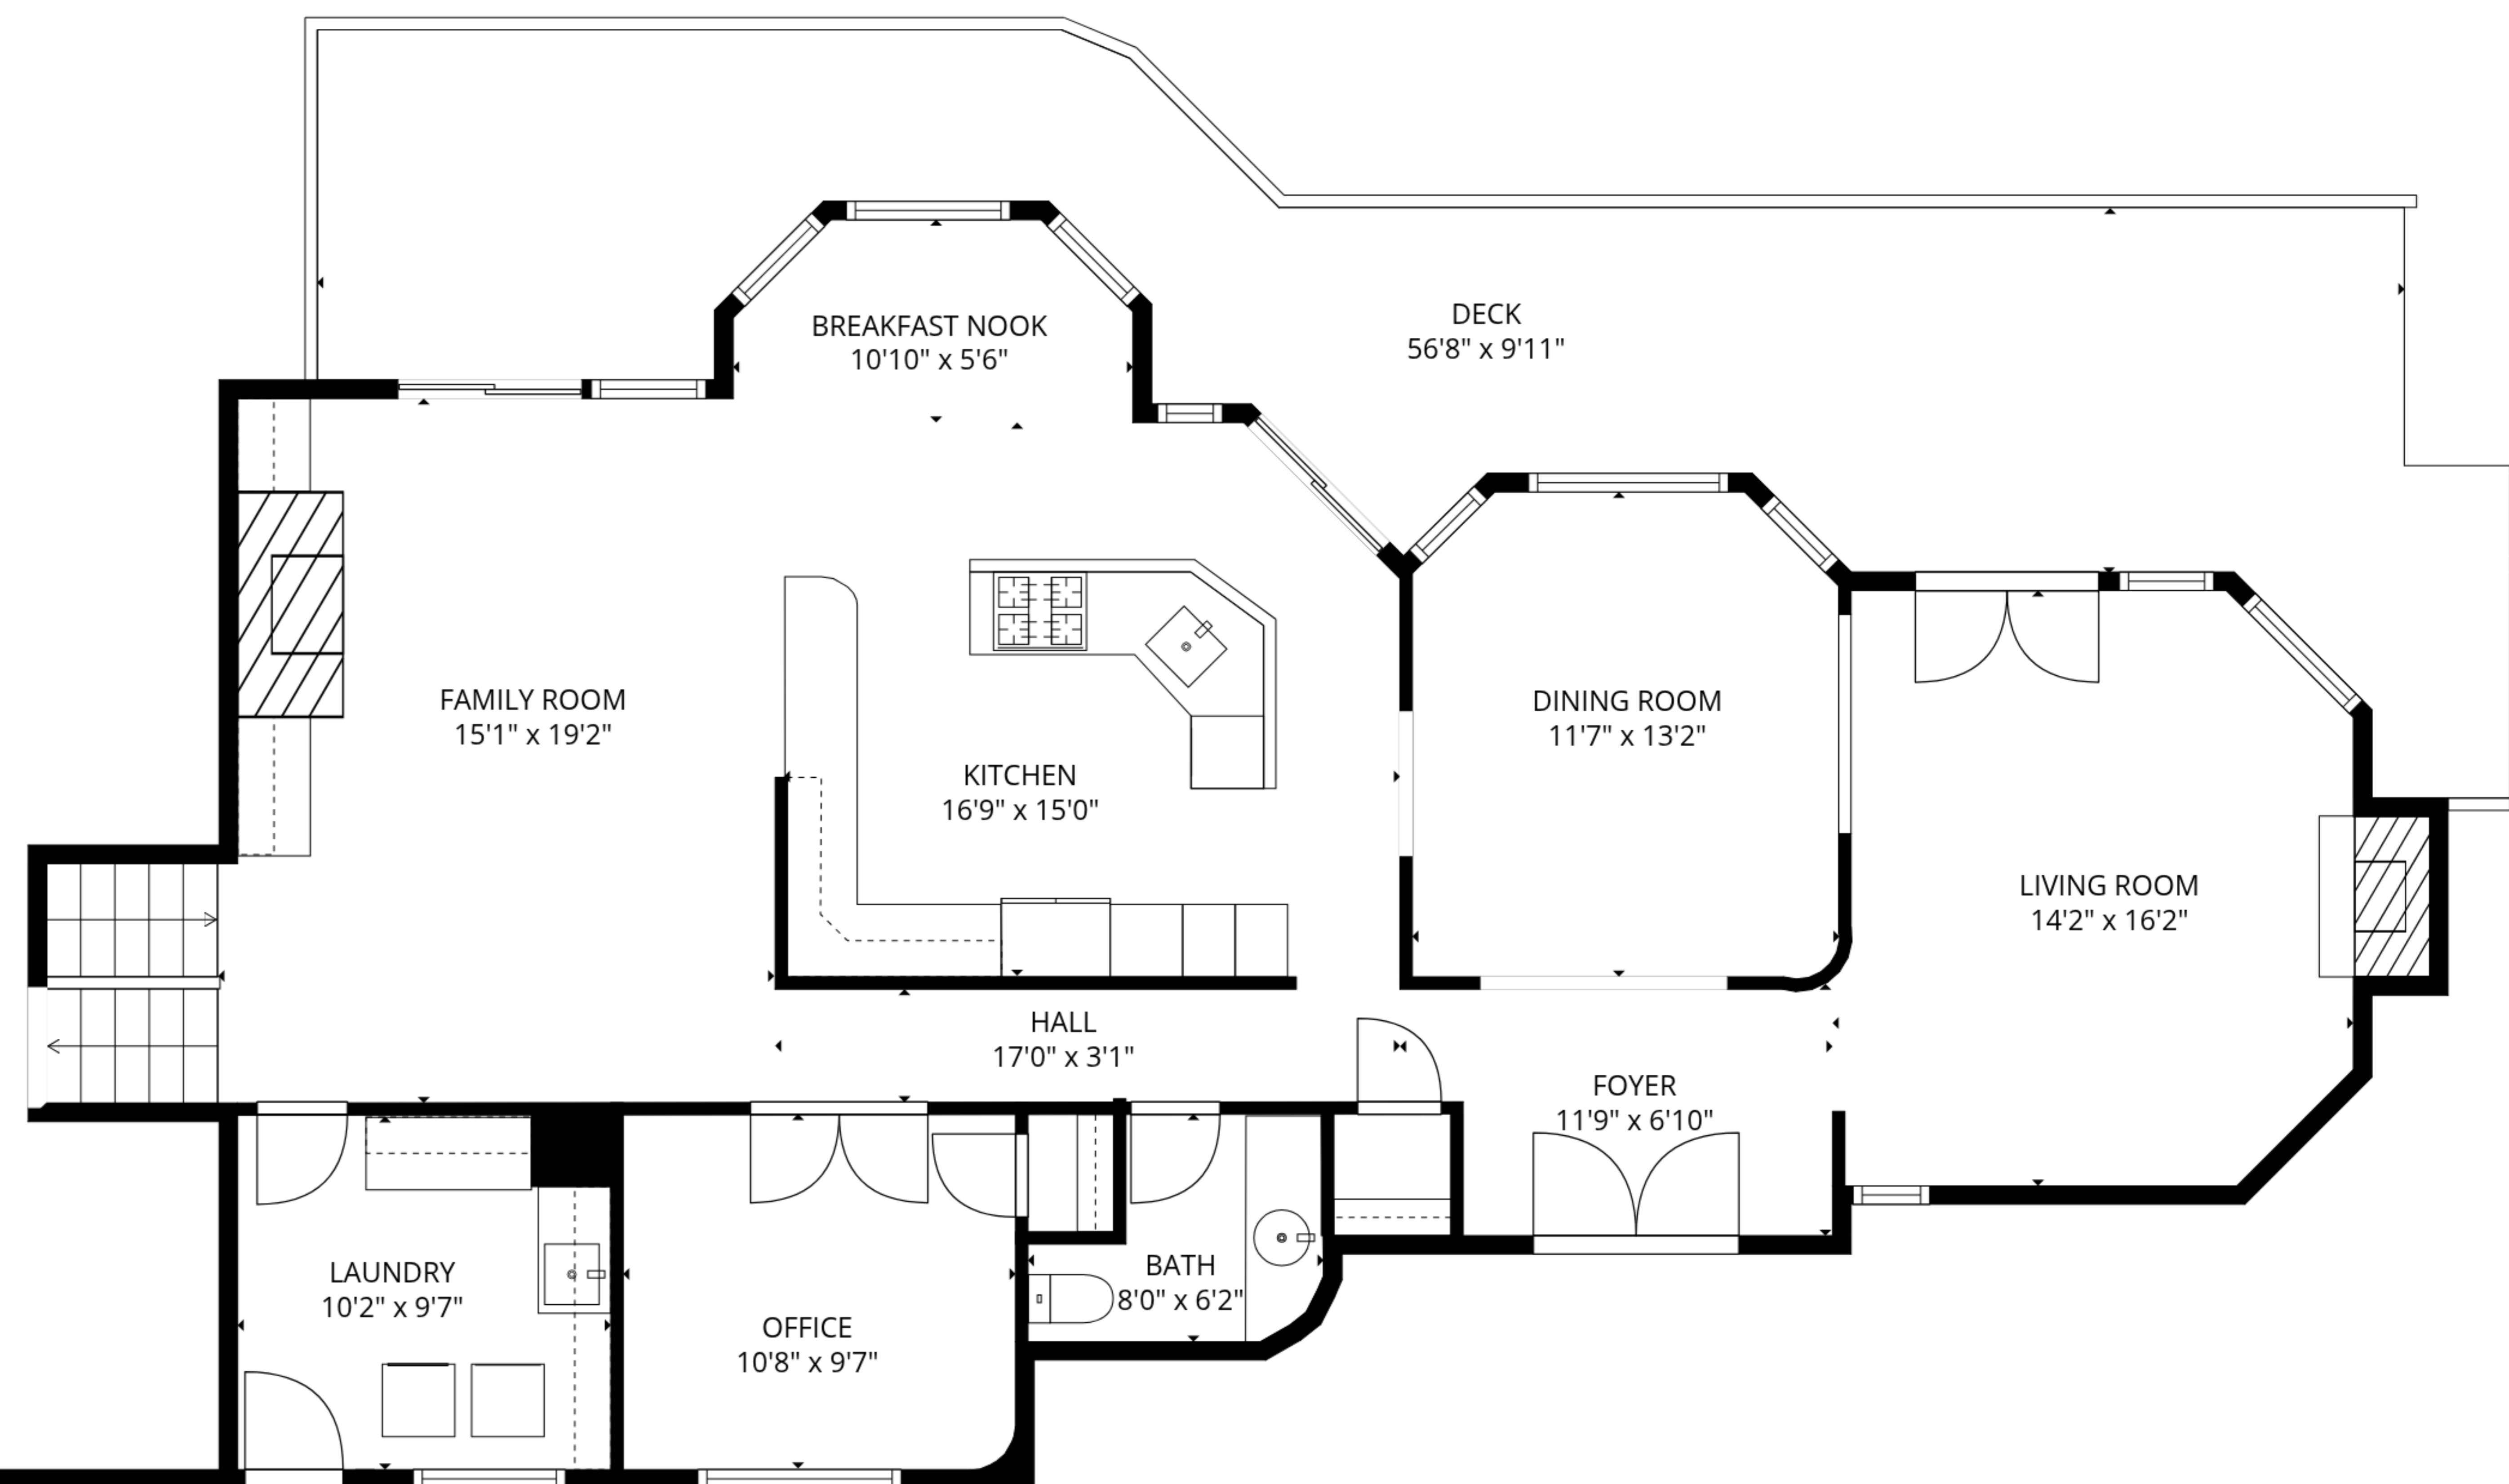 BREAKFAST NOOK
10'10" x 5'6"
DECK
56'8" x 9'11"
FAMILY ROOM
15'1" x 19'2"
KITCHEN
16'9" x 15'0"
DINING ROOM
11'7" x 13'2"
LIVING ROOM
14'2" x 16'2"
HALL
17'0" x 3'1"
FOYER
11'9" x 6'10"
LAUNDRY
10'2" x 9'7"
OFFICE
10'8" x 9'7"
BATH
8'0" x 6'2"